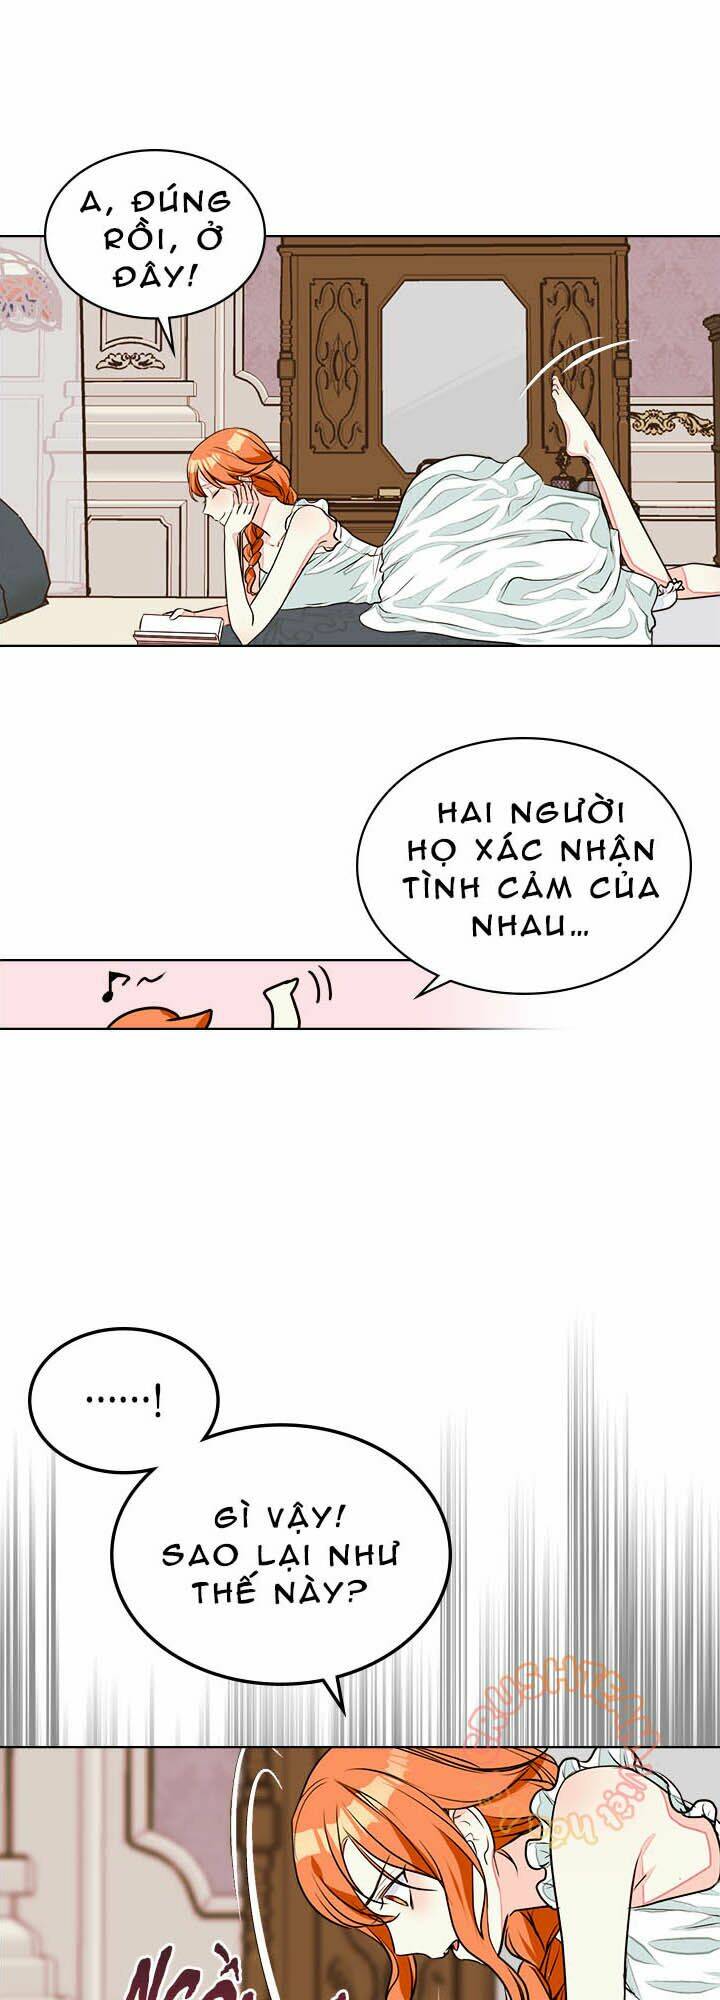 A, ĐÚNG
RỒI, Ở
ĐÂY!
HAI NGƯỜI
HỌ XÁC NHẬN
TÌNH CẢM CỦA
NHAU...
......!
GÌ VẬY!
SAO LẠI NHƯ
THẾ NÀY?
CRUSHTEAM